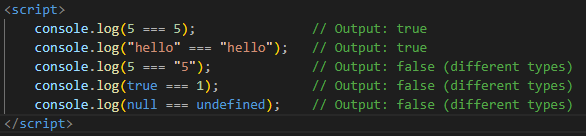 <script>
    console.log(5 === 5);               // Output: true
    console.log("hello" === "hello");   // Output: true
    console.log(5 === "5");             // Output: false (different types)
    console.log(true === 1);            // Output: false (different types)
    console.log(null === undefined);    // Output: false (different types)
</script>